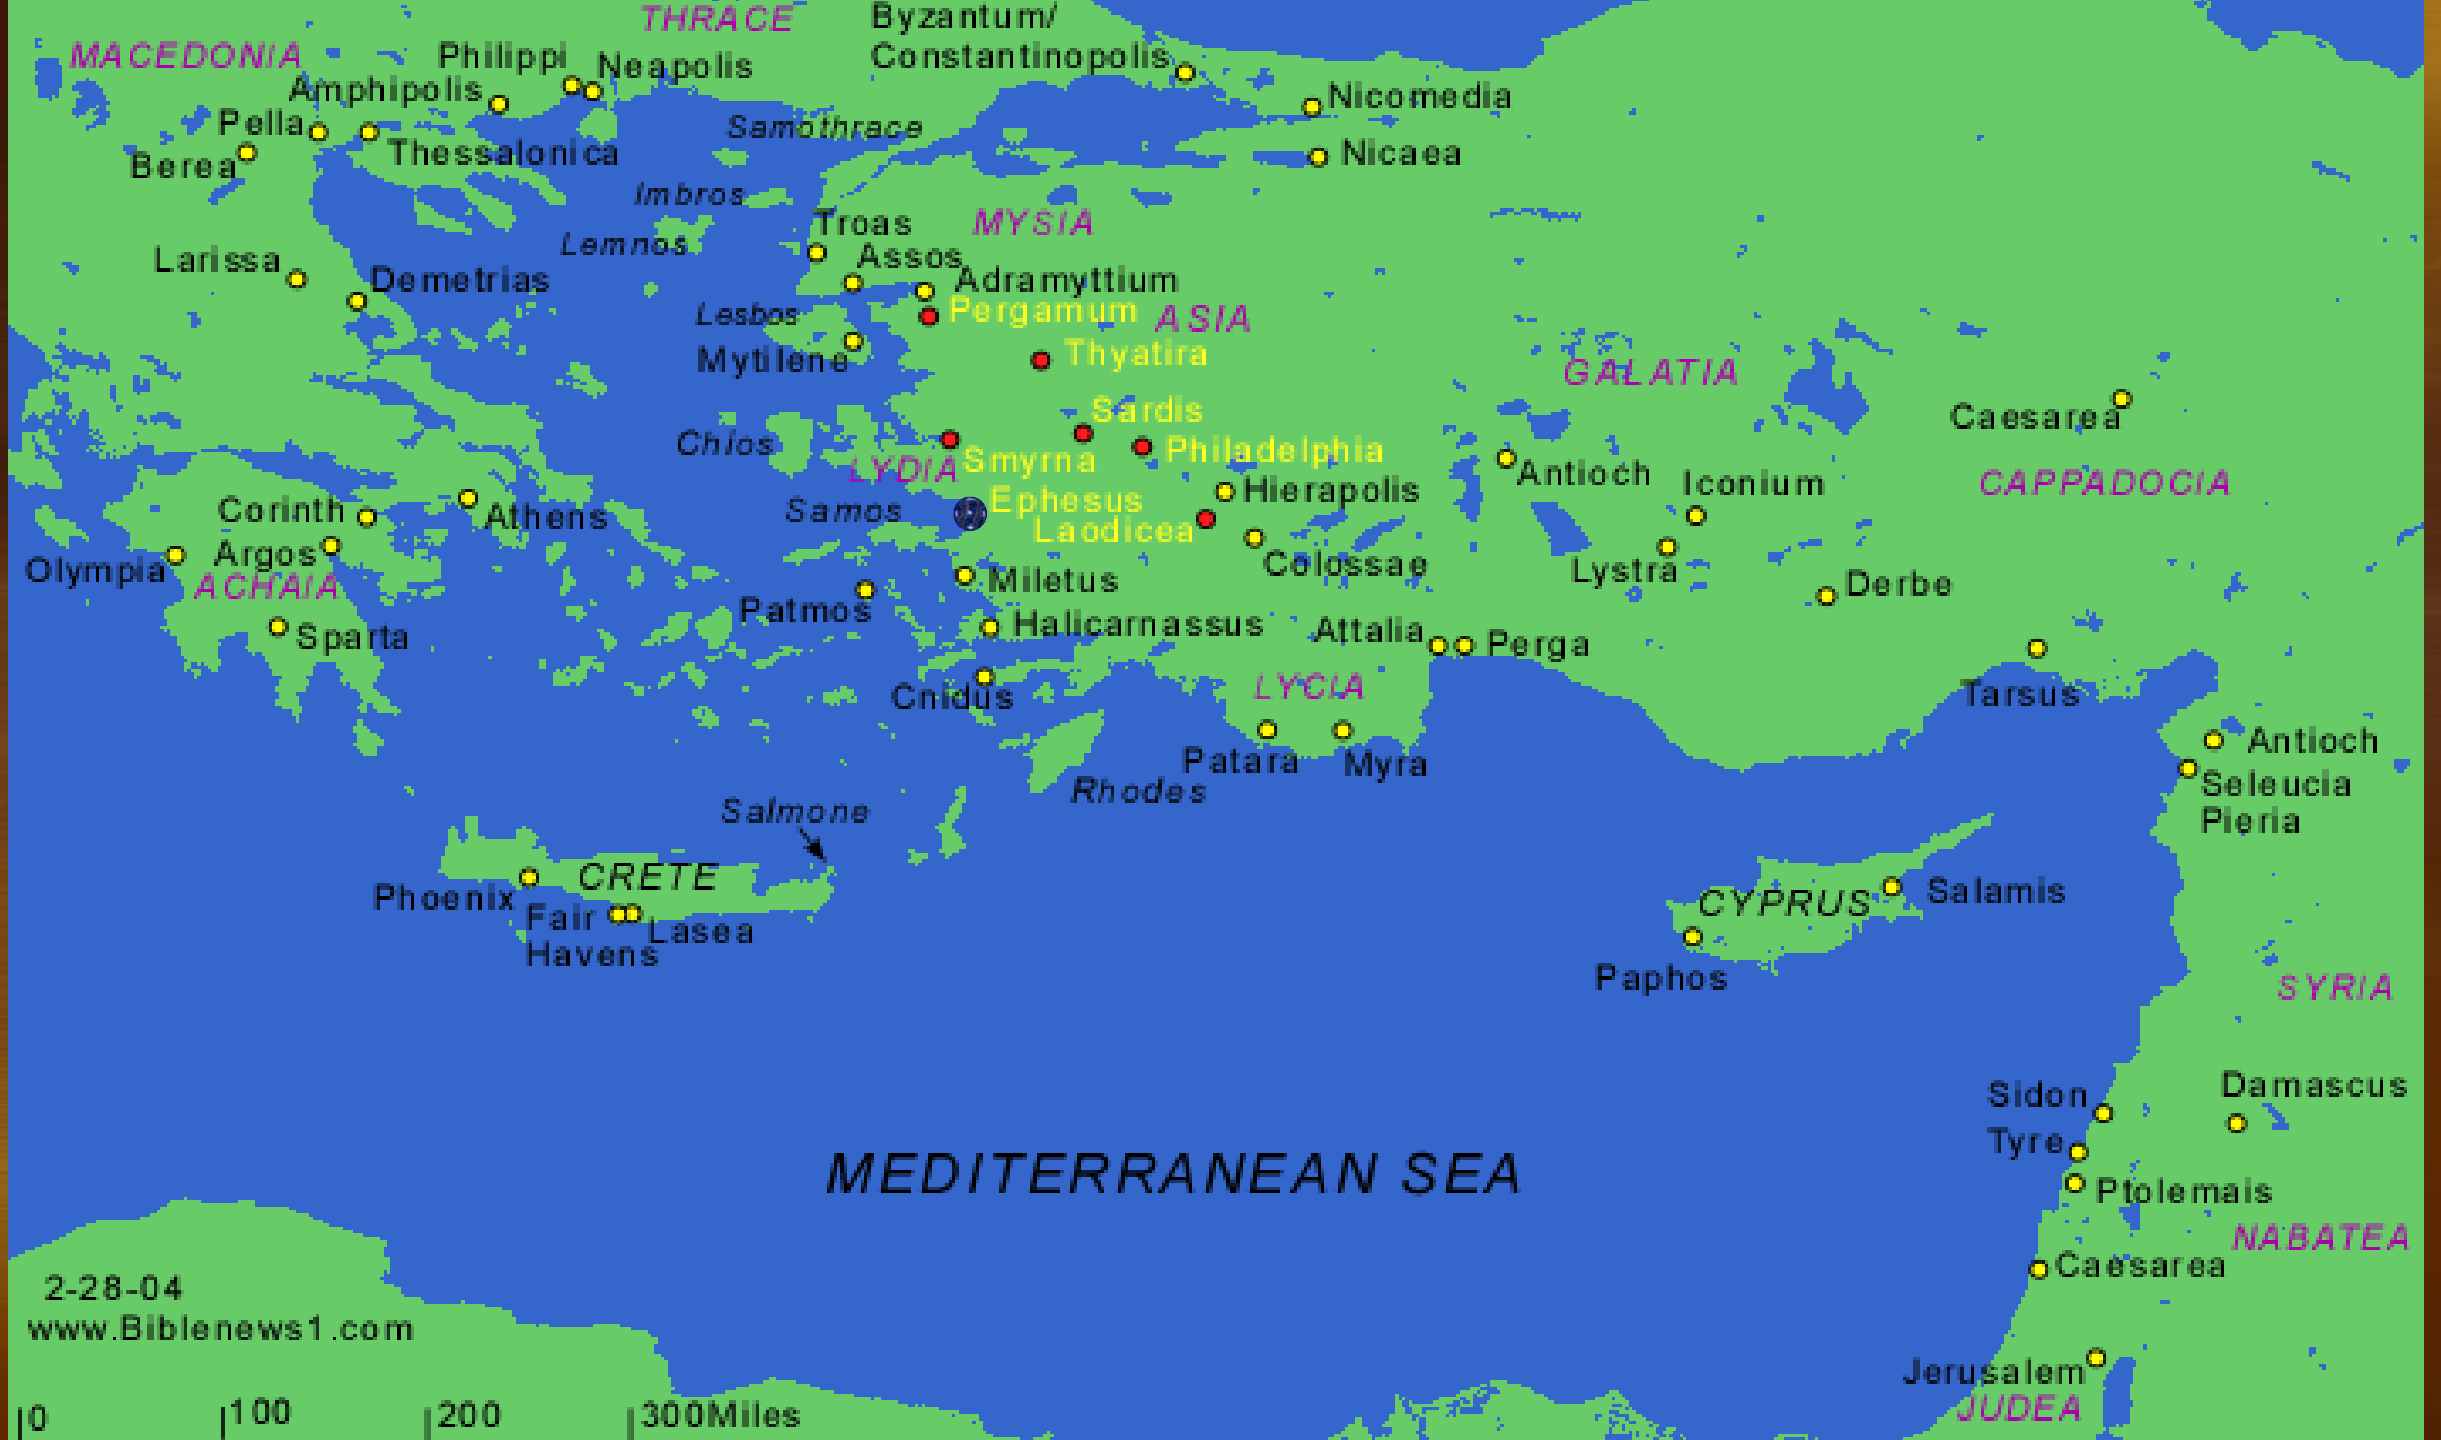 THRACE
Byzantum/
Constantinopolis
MACEDONIA
Philippi
Neapolis
Amphipolis
Nicomedia
Pella
Samothrace
Thessalonica
Nicaea
Berea
Imbros
Troas
MYSIA
Lemnos
Assos
Larissa
Demetrias
Adramyttium
Pergamum
ASIA
Lesbos
Thyatira
Mytilene
GALATIA
Sardis
Caesarea
Chios
Philadelphia
Smyrna
LYDIA
Antioch
Iconium
CAPPADOCIA
Hierapolis
Ephesus
Corinth
Athens
Samos
Laodicea
Argos
Olympia
Colossae
Lystra
ACHAIA
Miletus
Derbe
Patmos
Halicarnassus
Attalia
Perga
Sparta
LYCIA
Cnidus
Tarsus
Antioch
Patara
Myra
Rhodes
Seleucia
Pieria
Salmone
CRETE
Phoenix
Fair
Havens
Lasea
CYPRUS
Salamis
Paphos
SYRIA
Damascus
Sidon
Tyre
MEDITERRANEAN SEA
Ptolemais
NABATEA
Caesarea
2-28-04
www.Biblenews1.com
Jerusalem
JUDEA
0 100 200 300Miles